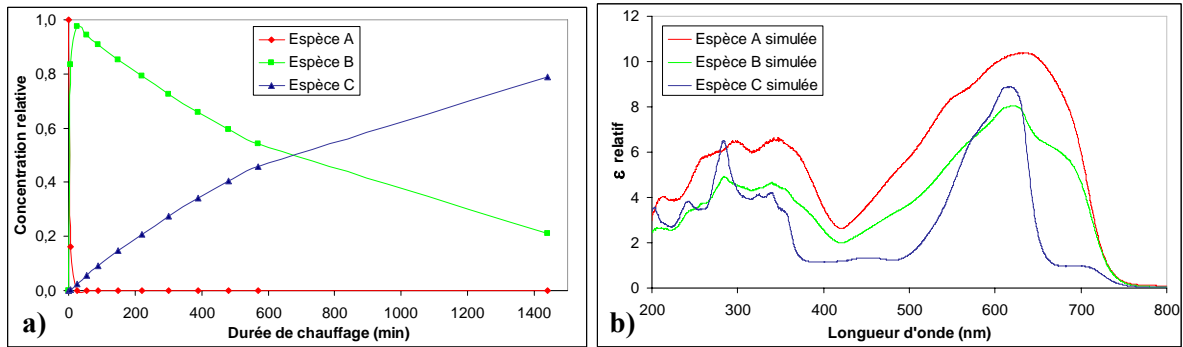 1,0
0,8
0,6
0,4
0,2
0,0
Concentration relative
Espèce A
Espèce B
Espèce C
0 200 400 600 800 1000 1200 1400
Durée de chauffage (min)
a)
12
10
8
6
4
2
0
ε relatif
Espèce A simulée
Espèce B simulée
Espèce C simulée
200 300 400 500 600 700 800
Longueur d'onde (nm)
b)